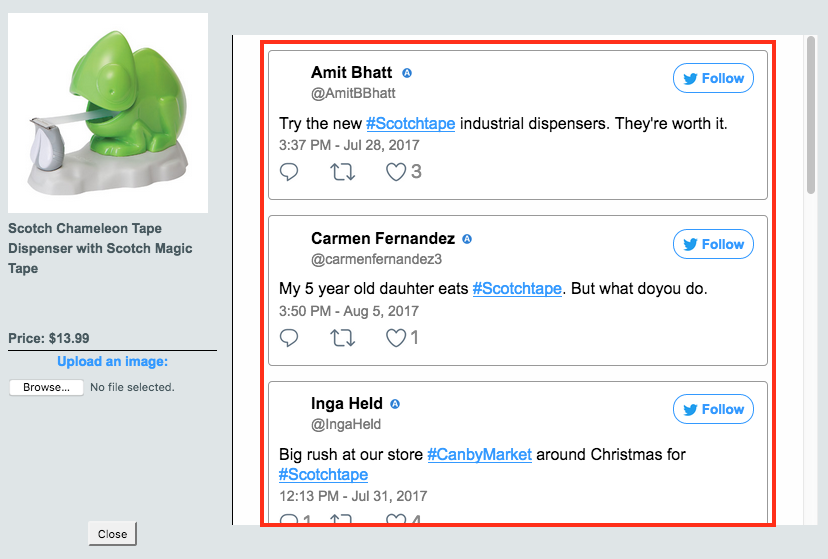 Scotch Chameleon Tape
Dispenser with Scotch Magic
Tape
Price: $13.99
Upload an image:
Browse... No file selected.
Close
Amit Bhatt A
@AmitBBhatt
Follow
Try the new #Scotchtape industrial dispensers. They're worth it.
3:37 PM - Jul 28, 2017
3
Carmen Fernandez A
@carmenfernandez3
Follow
My 5 year old dauhter eats #Scotchtape. But what doyou do.
3:50 PM - Aug 5, 2017
1
Inga Held A
@IngaHeld
Follow
Big rush at our store #CanbyMarket around Christmas for
#Scotchtape
12:13 PM - Jul 31, 2017
1 4